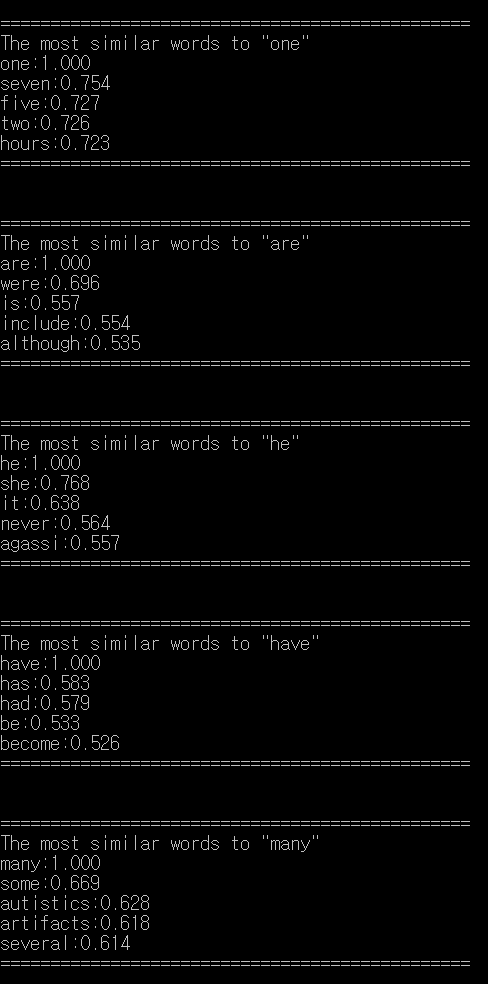 ===============================================
The most similar words to "one"
one:1.000
seven:0.754
five:0.727
two:0.726
hours:0.723
===============================================
===============================================
The most similar words to "are"
are:1.000
were:0.696
is:0.557
include:0.554
although:0.535
===============================================
===============================================
The most similar words to "he"
he:1.000
she:0.768
it:0.638
never:0.564
agassi:0.557
===============================================
===============================================
The most similar words to "have"
have:1.000
has:0.583
had:0.579
be:0.533
become:0.526
===============================================
===============================================
The most similar words to "many"
many:1.000
some:0.669
autistics:0.628
artifacts:0.618
several:0.614
===============================================